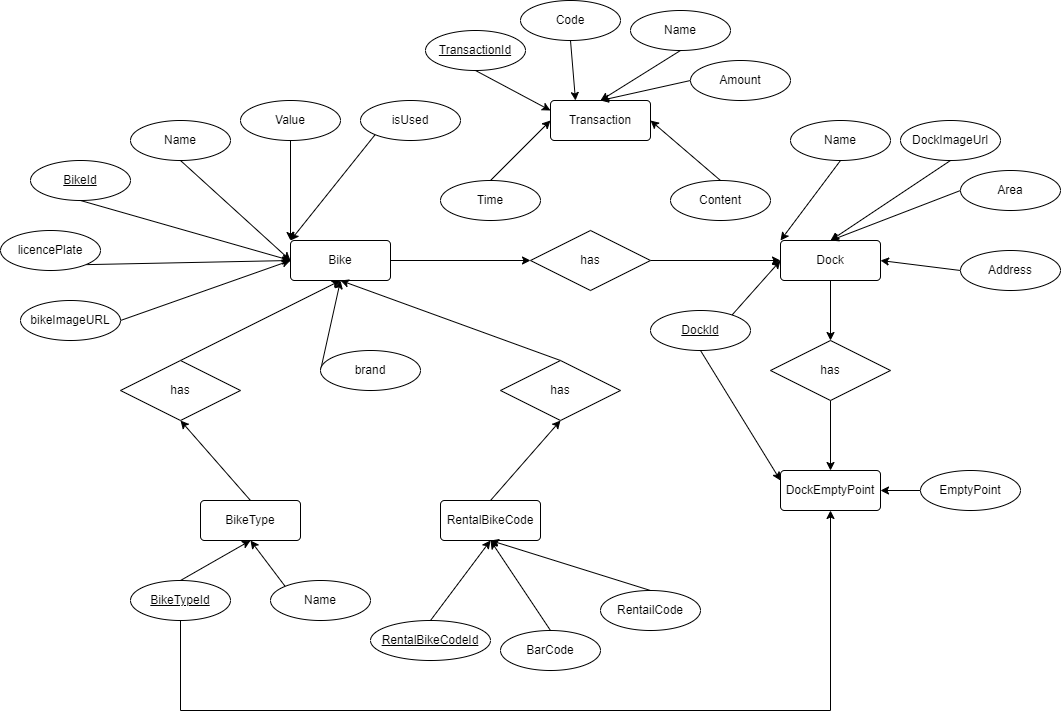 Code
Name
TransactionId
Amount
Value
isUsed
Transaction
Name
Name
DockImageUrl
BikeId
Area
Time
Content
licencePlate
Bike
has
Dock
Address
bikeImageURL
DockId
brand
has
has
has
DockEmptyPoint
EmptyPoint
BikeType
RentalBikeCode
BikeTypeId
Name
RentailCode
RentalBikeCodeId
BarCode